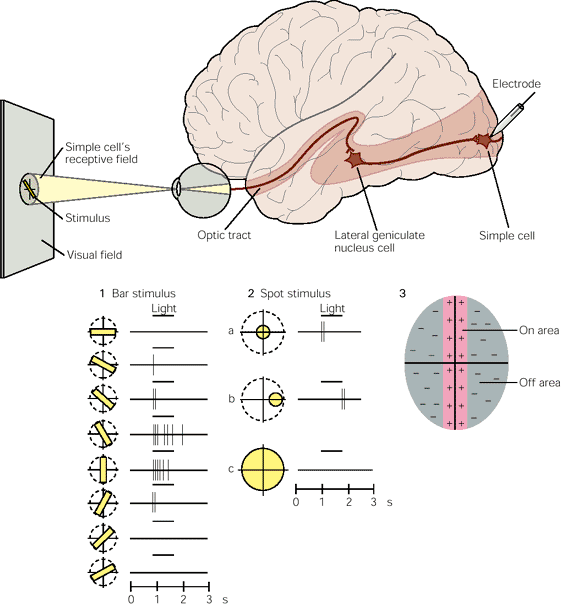 Electrode
Simple cell's
receptive field
Stimulus
Visual field
Optic tract
Lateral geniculate
nucleus cell
Simple cell
1 Bar stimulus
Light
2 Spot stimulus
Light
3
a
b
c
0 1 2 3 s
On area
Off area
0 1 2 3 s